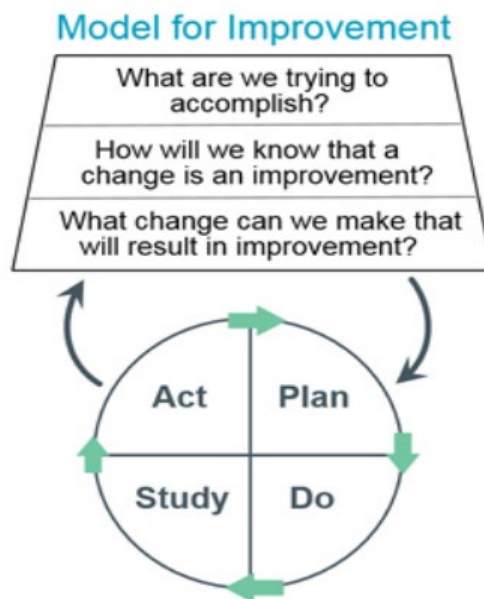 Model for Improvement
What are we trying to
accomplish?
How will we know that a
change is an improvement?
What change can we make that
will result in improvement?
Act
Plan
Study
Do